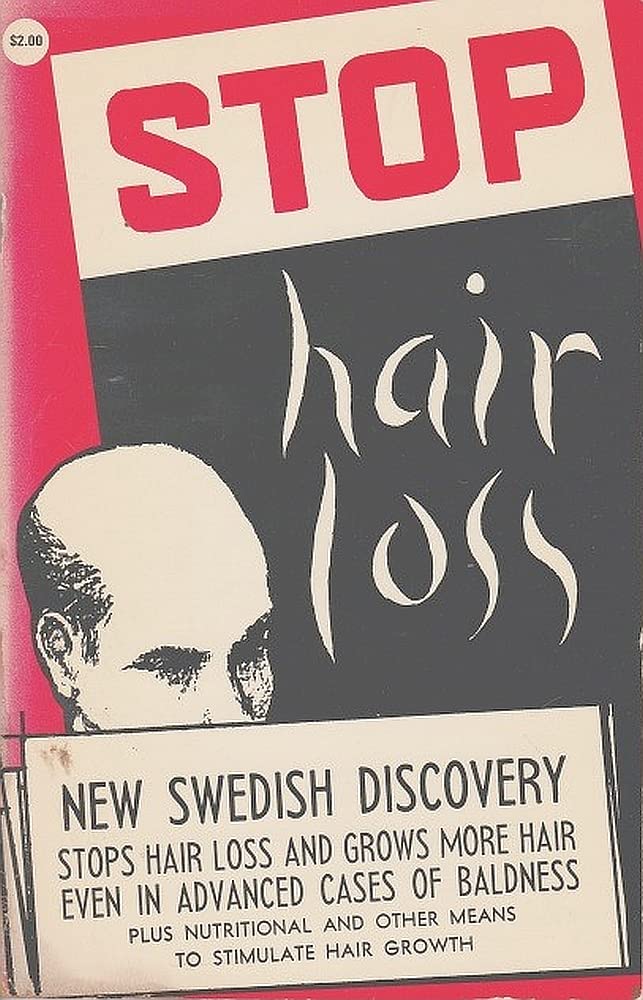 $2.00
STOP
hair
loss
NEW SWEDISH DISCOVERY
STOPS HAIR LOSS AND GROWS MORE HAIR
EVEN IN ADVANCED CASES OF BALDNESS
PLUS NUTRITIONAL AND OTHER MEANS
TO STIMULATE HAIR GROWTH